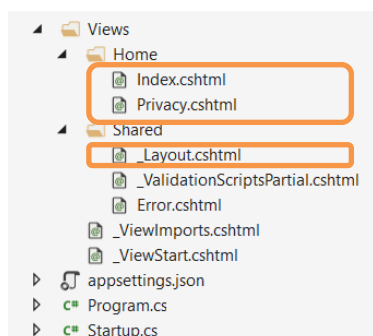 Views
Home
Index.cshtml
Privacy.cshtml
Shared
_Layout.cshtml
_ValidationScriptsPartial.cshtml
Error.cshtml
_ViewImports.cshtml
_ViewStart.cshtml
appsettings.json
C# Program.cs
C# Startup.cs